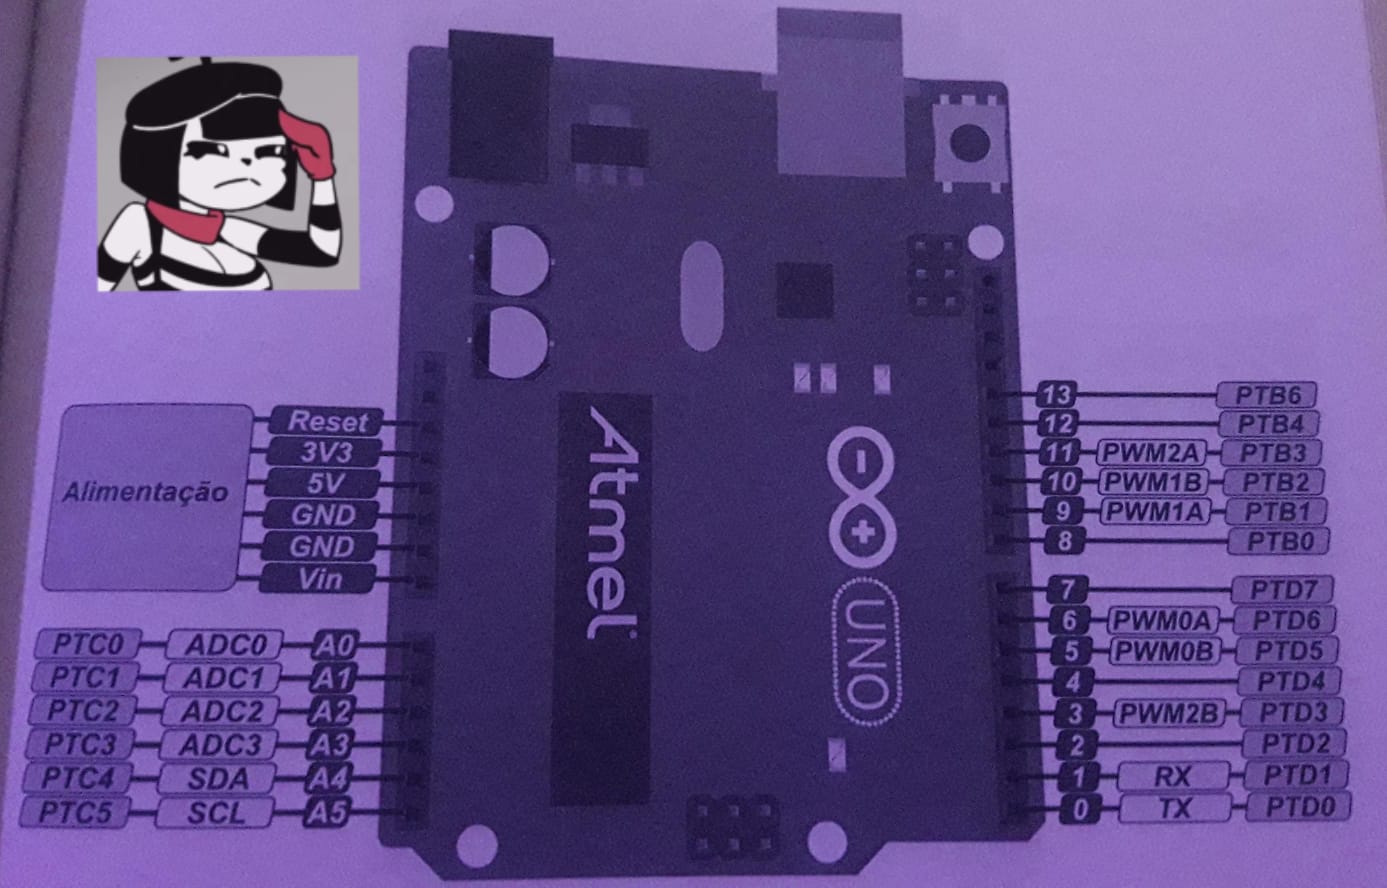 Alimentação
Reset
3V3
5V
GND
GND
Vin
PTC0 ADC0 A0
PTC1 ADC1 A1
PTC2 ADC2 A2
PTC3 ADC3 A3
PTC4 SDA A4
PTC5 SCL A5
Atmel
UNO
13 PTB6
12 PTB4
11 PWM2A PTB3
10 PWM1B PTB2
9 PWM1A PTB1
8 PTB0
7 PTD7
6 PWM0A PTD6
5 PWM0B PTD5
4 PTD4
3 PWM2B PTD3
2 PTD2
1 RX PTD1
0 TX PTD0